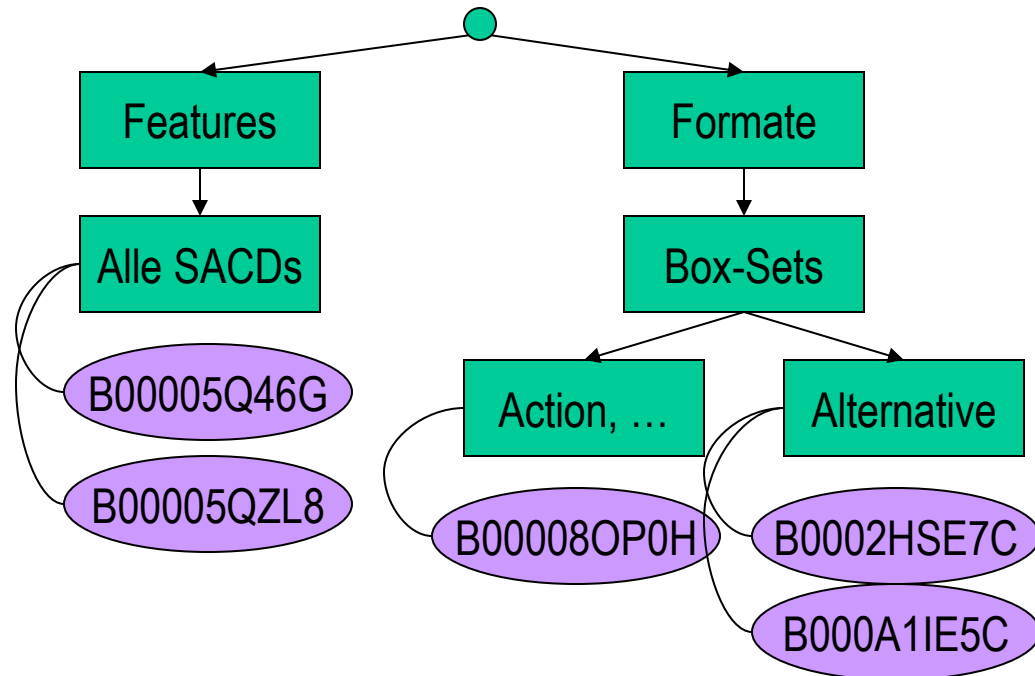 Features
Formate
Alle SACDs
Box-Sets
B00005Q46G
Action, …
Alternative
B00005QZL8
B00008OP0H
B0002HSE7C
B000A1IE5C